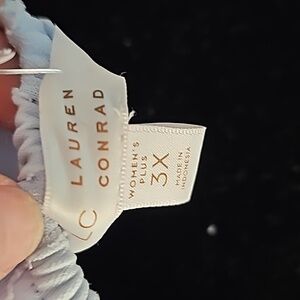 LC
LAUREN
CONRAD
WOMEN'S
PLUS
3X
MADE IN
INDONESIA